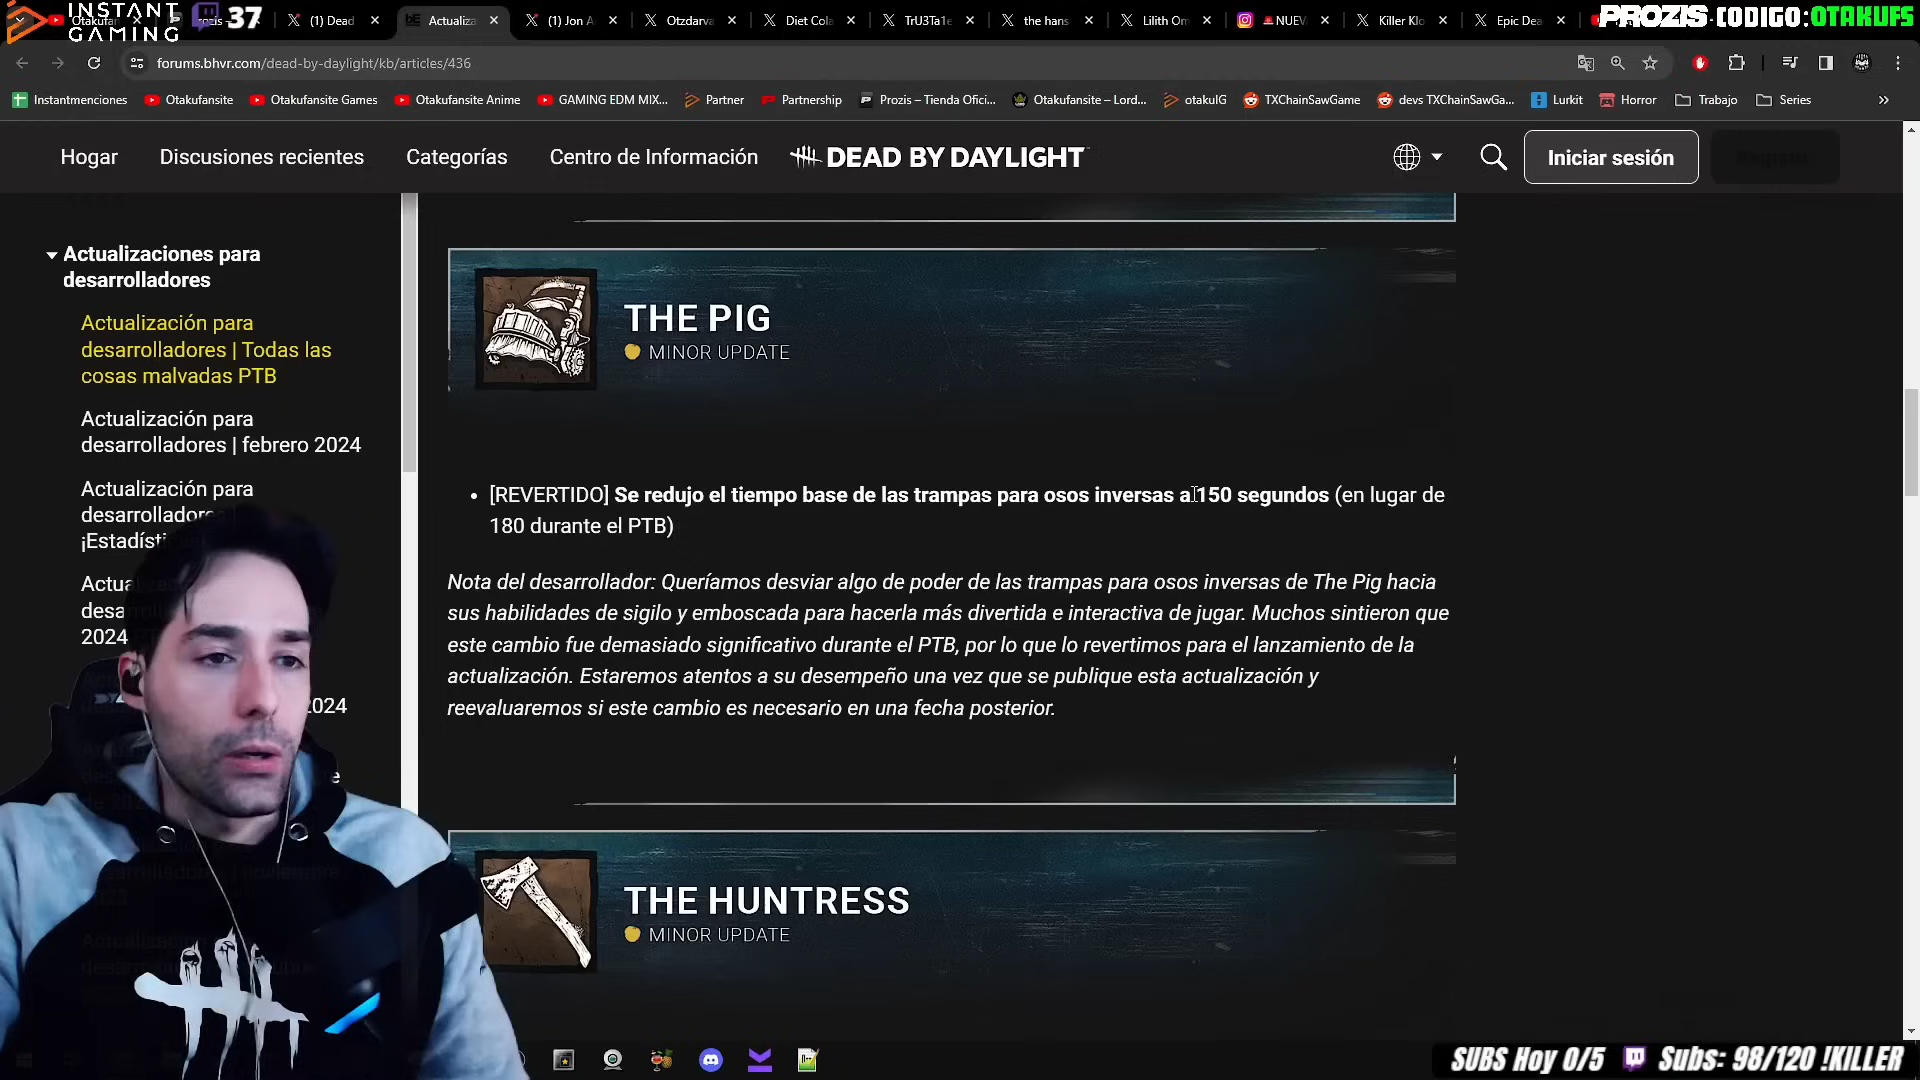 INSTANT GAMING
37
Otakufan
(1) Dead
Actualiza
(1) Jon A
Otzdarva
Diet Cola
TrU3Ta1e
the hans
Lilith Om
NUEV
Killer Klo
Epic Dea
PROZIS CODIGO:OTAKUFS
forums.bhvr.com/dead-by-daylight/kb/articles/436
Instantmenciones
Otakufansite
Otakufansite Games
Otakufansite Anime
GAMING EDM MIX...
Partner
Partnership
Prozis – Tienda Ofici...
Otakufansite – Lord...
otakuIG
TXChainSawGame
devs TXChainSawGa...
Lurkit
Horror
Trabajo
Series
Hogar
Discusiones recientes
Categorías
Centro de Información
DEAD BY DAYLIGHT
Iniciar sesión
Actualizaciones para
desarrolladores
Actualización para
desarrolladores | Todas las
cosas malvadas PTB
Actualización para
desarrolladores | febrero 2024
Actualización para
¡Estadísti
2024
2024
THE PIG
MINOR UPDATE
• [REVERTIDO] Se redujo el tiempo base de las trampas para osos inversas a 150 segundos (en lugar de
180 durante el PTB)
Nota del desarrollador: Queríamos desviar algo de poder de las trampas para osos inversas de The Pig hacia
sus habilidades de sigilo y emboscada para hacerla más divertida e interactiva de jugar. Muchos sintieron que
este cambio fue demasiado significativo durante el PTB, por lo que lo revertimos para el lanzamiento de la
actualización. Estaremos atentos a su desempeño una vez que se publique esta actualización y
reevaluaremos si este cambio es necesario en una fecha posterior.
THE HUNTRESS
MINOR UPDATE
SUBS Hoy 0/5
Subs: 98/120 !KILLER